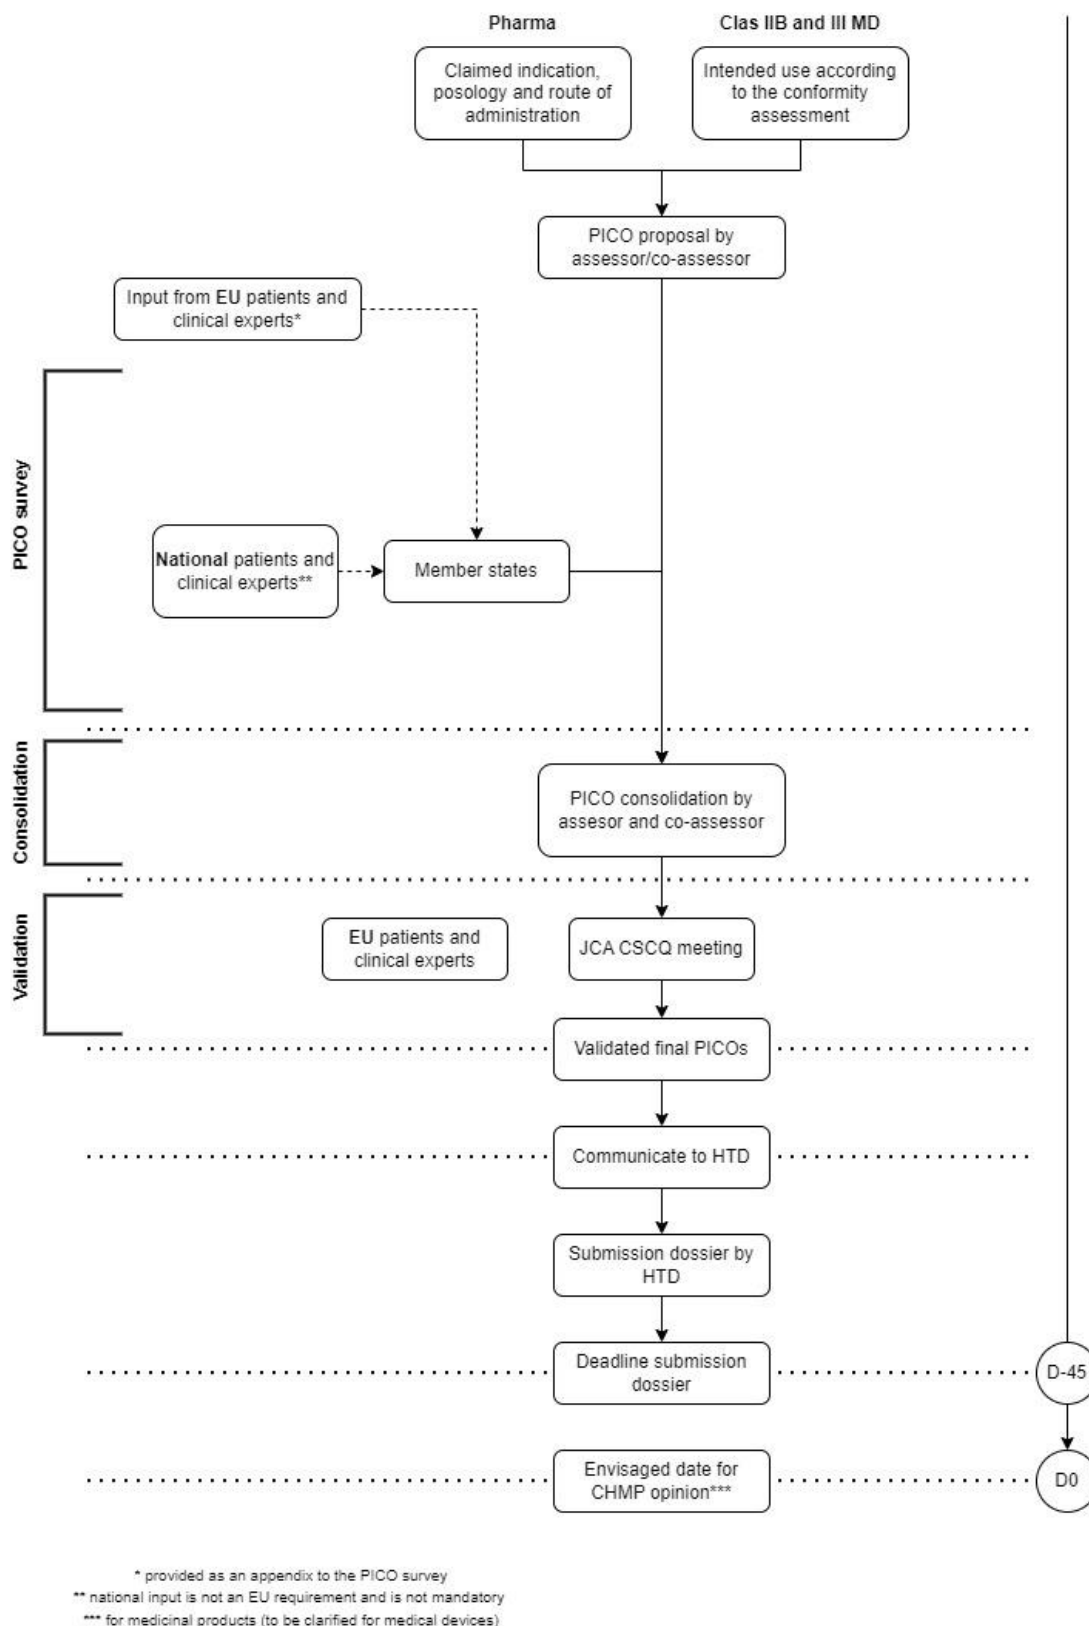 Pharma
Clas IIB and III MD
Claimed indication,
posology and route of
administration
Intended use according
to the conformity
assessment
PICO proposal by
assessor/co-assessor
Input from EU patients and
clinical experts*
PICO survey
National patients and
clinical experts**
Member states
Consolidation
PICO consolidation by
assesor and co-assessor
Validation
EU patients and
clinical experts
JCA CSCQ meeting
Validated final PICOs
Communicate to HTD
Submission dossier by
HTD
Deadline submission
dossier
D-45
Envisaged date for
CHMP opinion***
D0
* provided as an appendix to the PICO survey
** national input is not an EU requirement and is not mandatory
*** for medicinal products (to be clarified for medical devices)